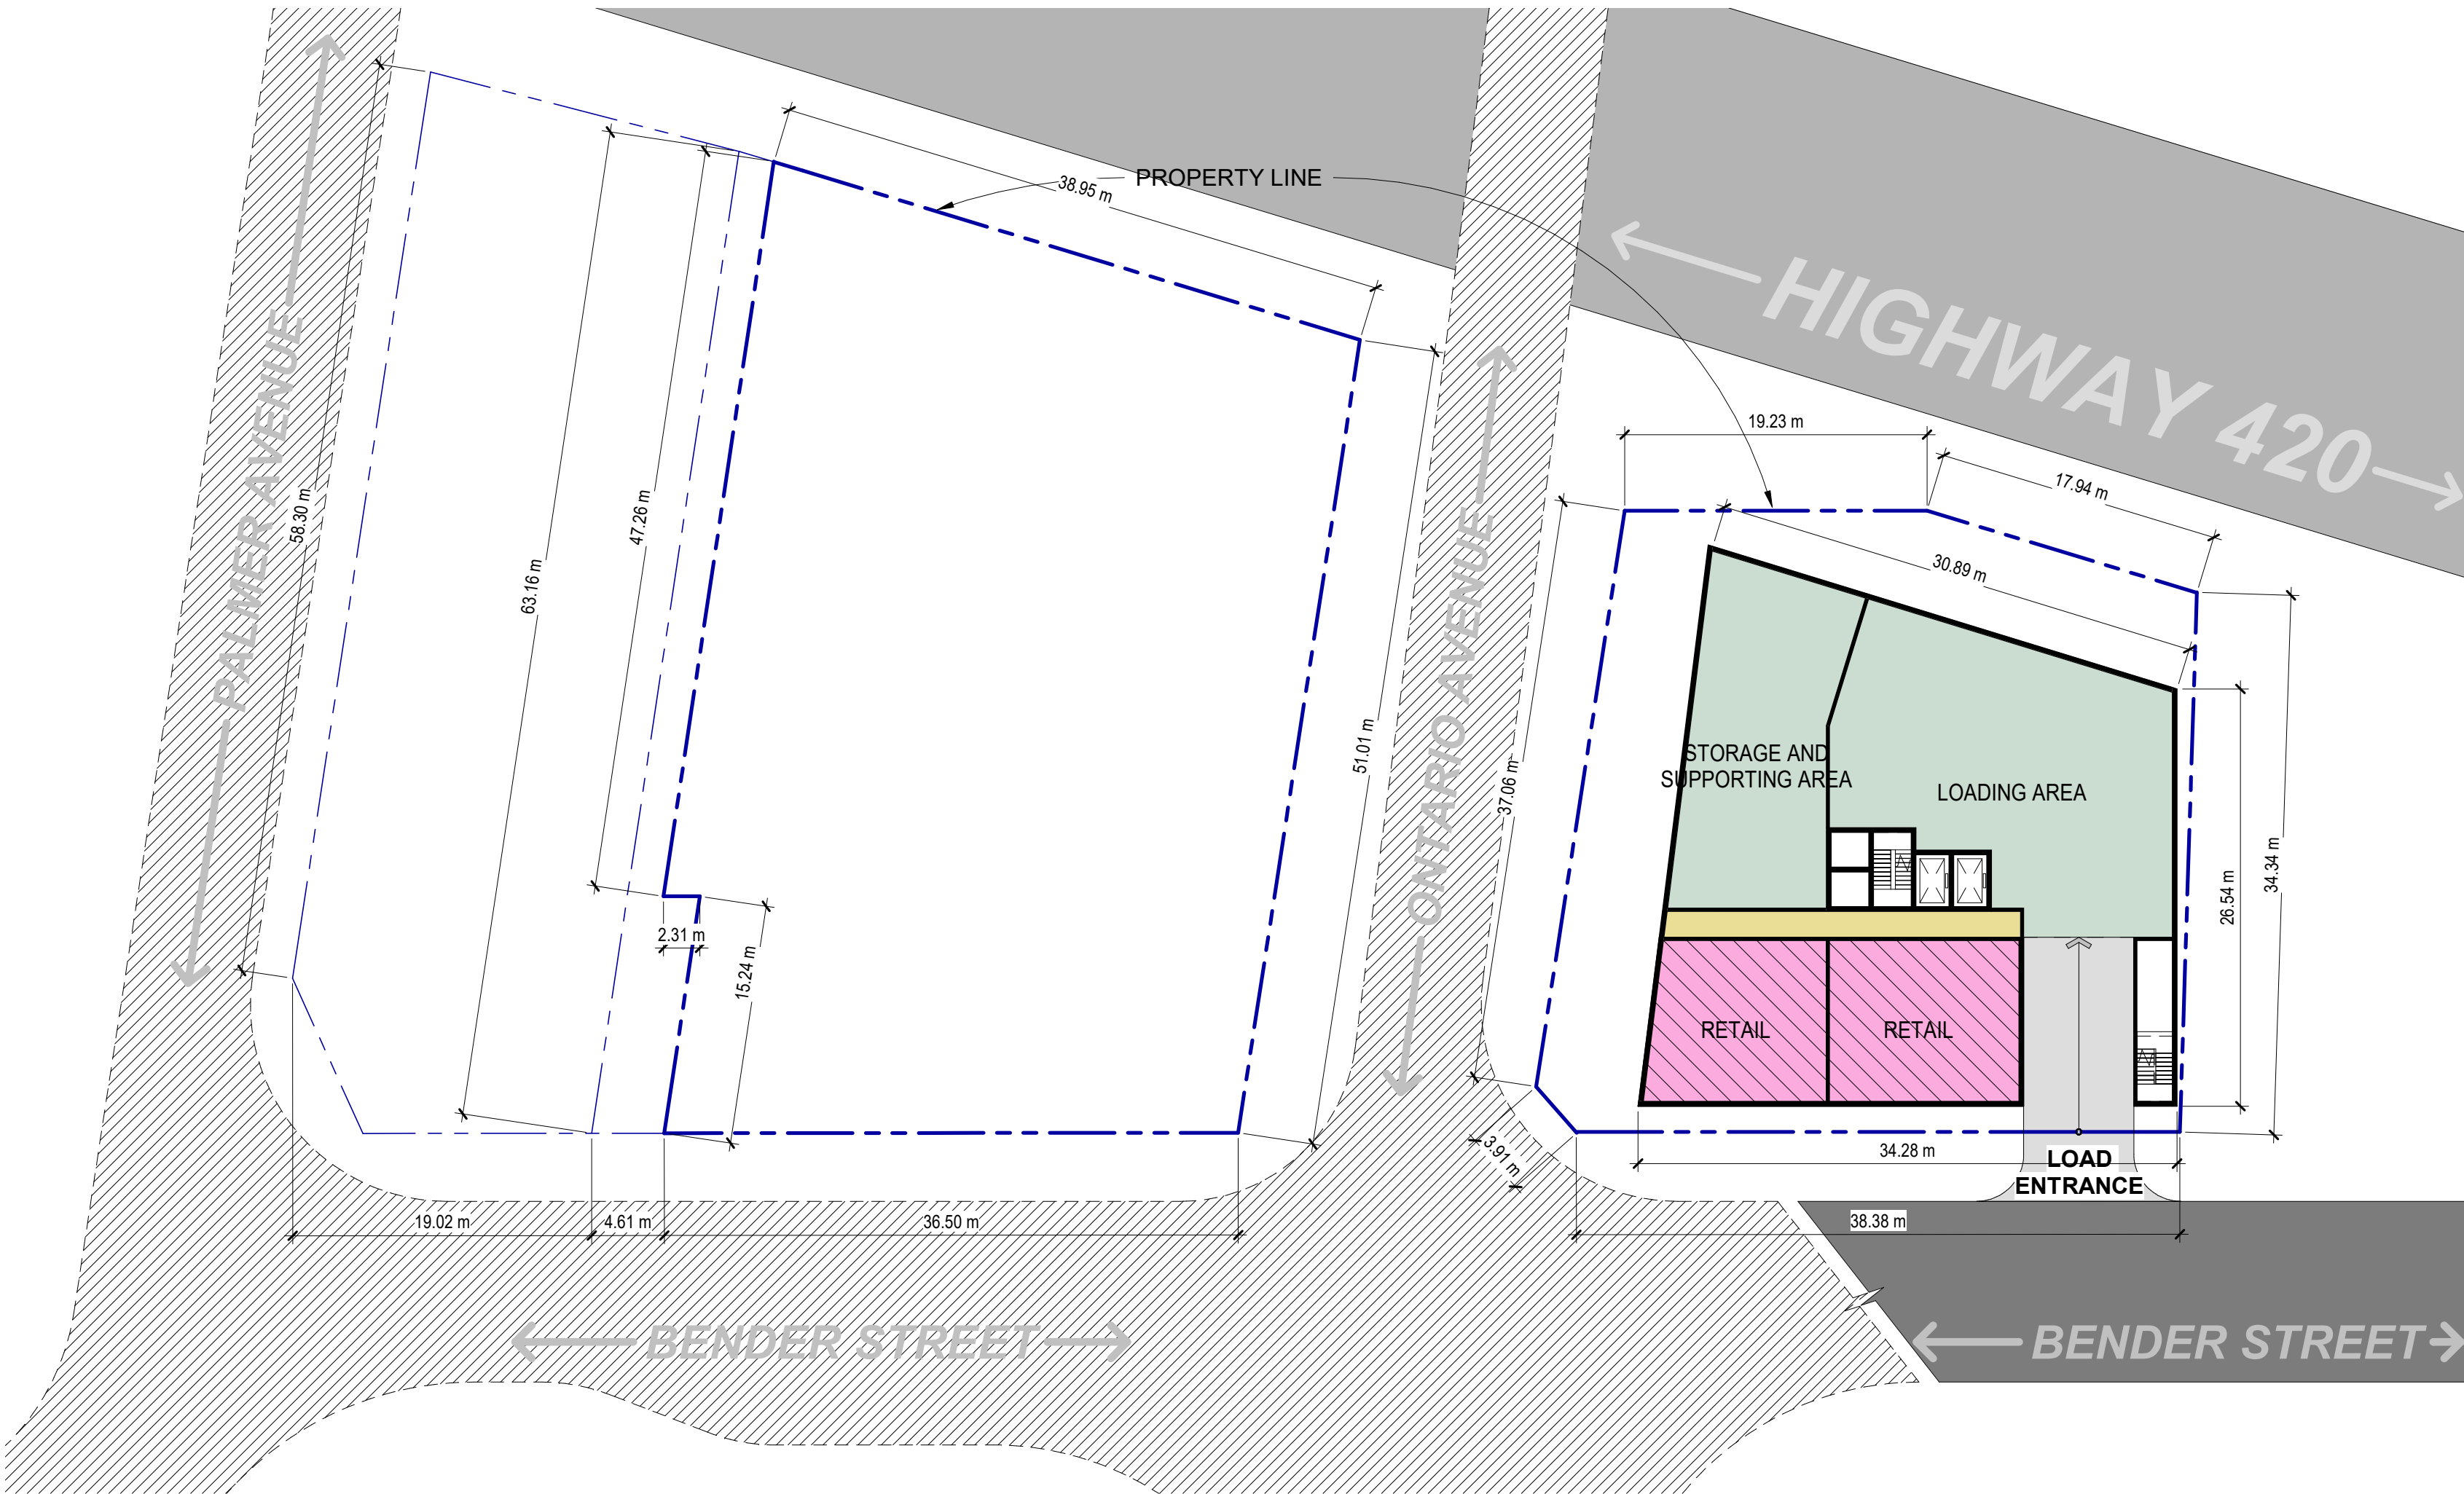 PROPERTY LINE
38.95 m
HIGHWAY 420
PALMER AVENUE
58.30 m
63.16 m
47.26 m
2.31 m
15.24 m
51.01 m
ONTARIO AVENUE
37.06 m
19.23 m
17.94 m
30.89 m
STORAGE AND
SUPPORTING AREA
LOADING AREA
26.54 m
34.34 m
RETAIL
RETAIL
3.91 m
34.28 m
LOAD
ENTRANCE
19.02 m
4.61 m
36.50 m
38.38 m
BENDER STREET
BENDER STREET